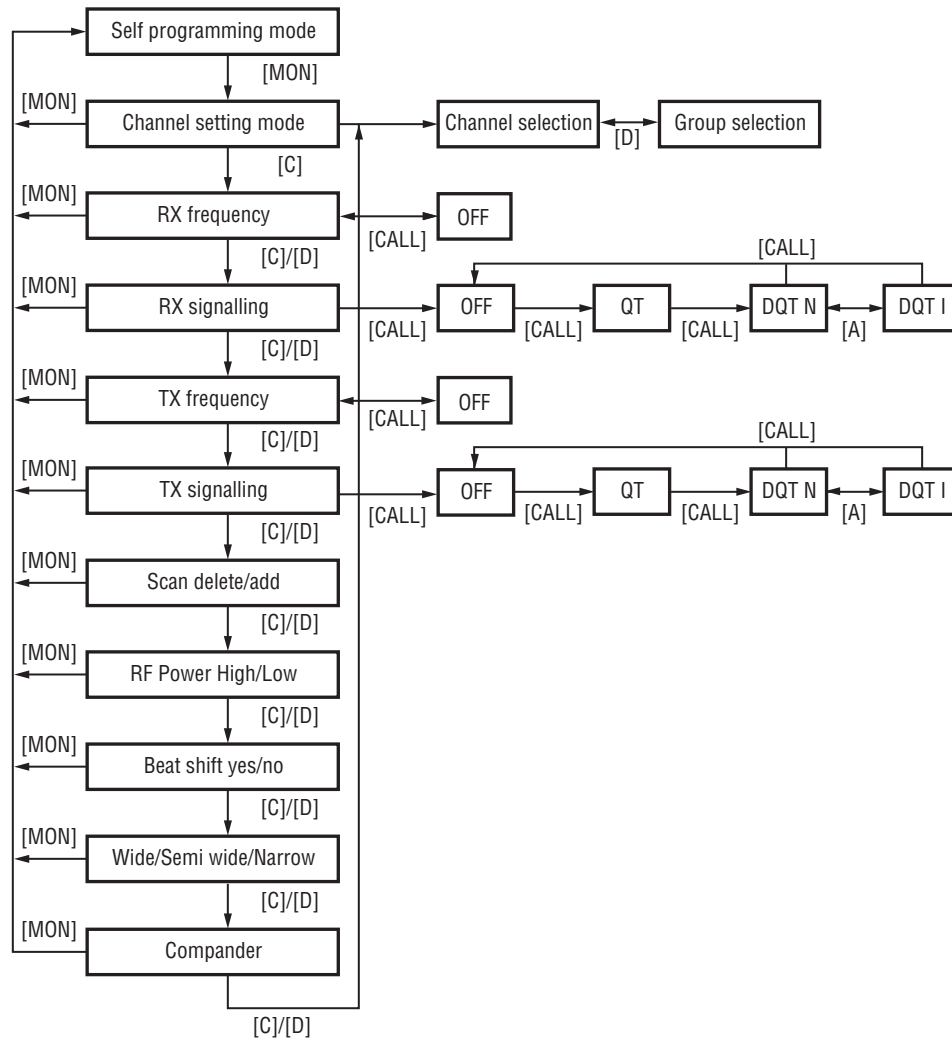 Self programming mode
[MON]
[MON]
Channel setting mode
Channel selection
[D]
Group selection
[C]
[MON]
RX frequency
[CALL]
OFF
[C]/[D]
[CALL]
[MON]
RX signalling
[CALL]
OFF
[CALL]
QT
[CALL]
DQT N
[A]
DQT I
[C]/[D]
[MON]
TX frequency
[CALL]
OFF
[C]/[D]
[CALL]
[MON]
TX signalling
[CALL]
OFF
[CALL]
QT
[CALL]
DQT N
[A]
DQT I
[C]/[D]
[MON]
Scan delete/add
[C]/[D]
[MON]
RF Power High/Low
[C]/[D]
[MON]
Beat shift yes/no
[C]/[D]
[MON]
Wide/Semi wide/Narrow
[C]/[D]
[MON]
Compander
[C]/[D]